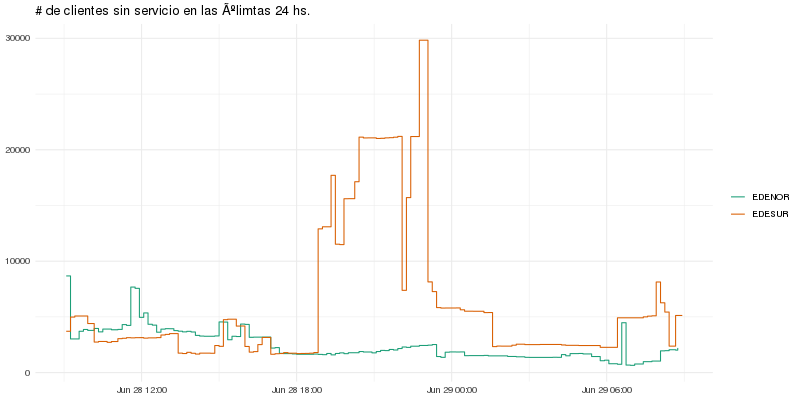 # de clientes sin servicio en las Ãºlimtas 24 hs.
30000
20000
10000
0
Jun 28 12:00
Jun 28 18:00
Jun 29 00:00
Jun 29 06:00
EDENOR
EDESUR